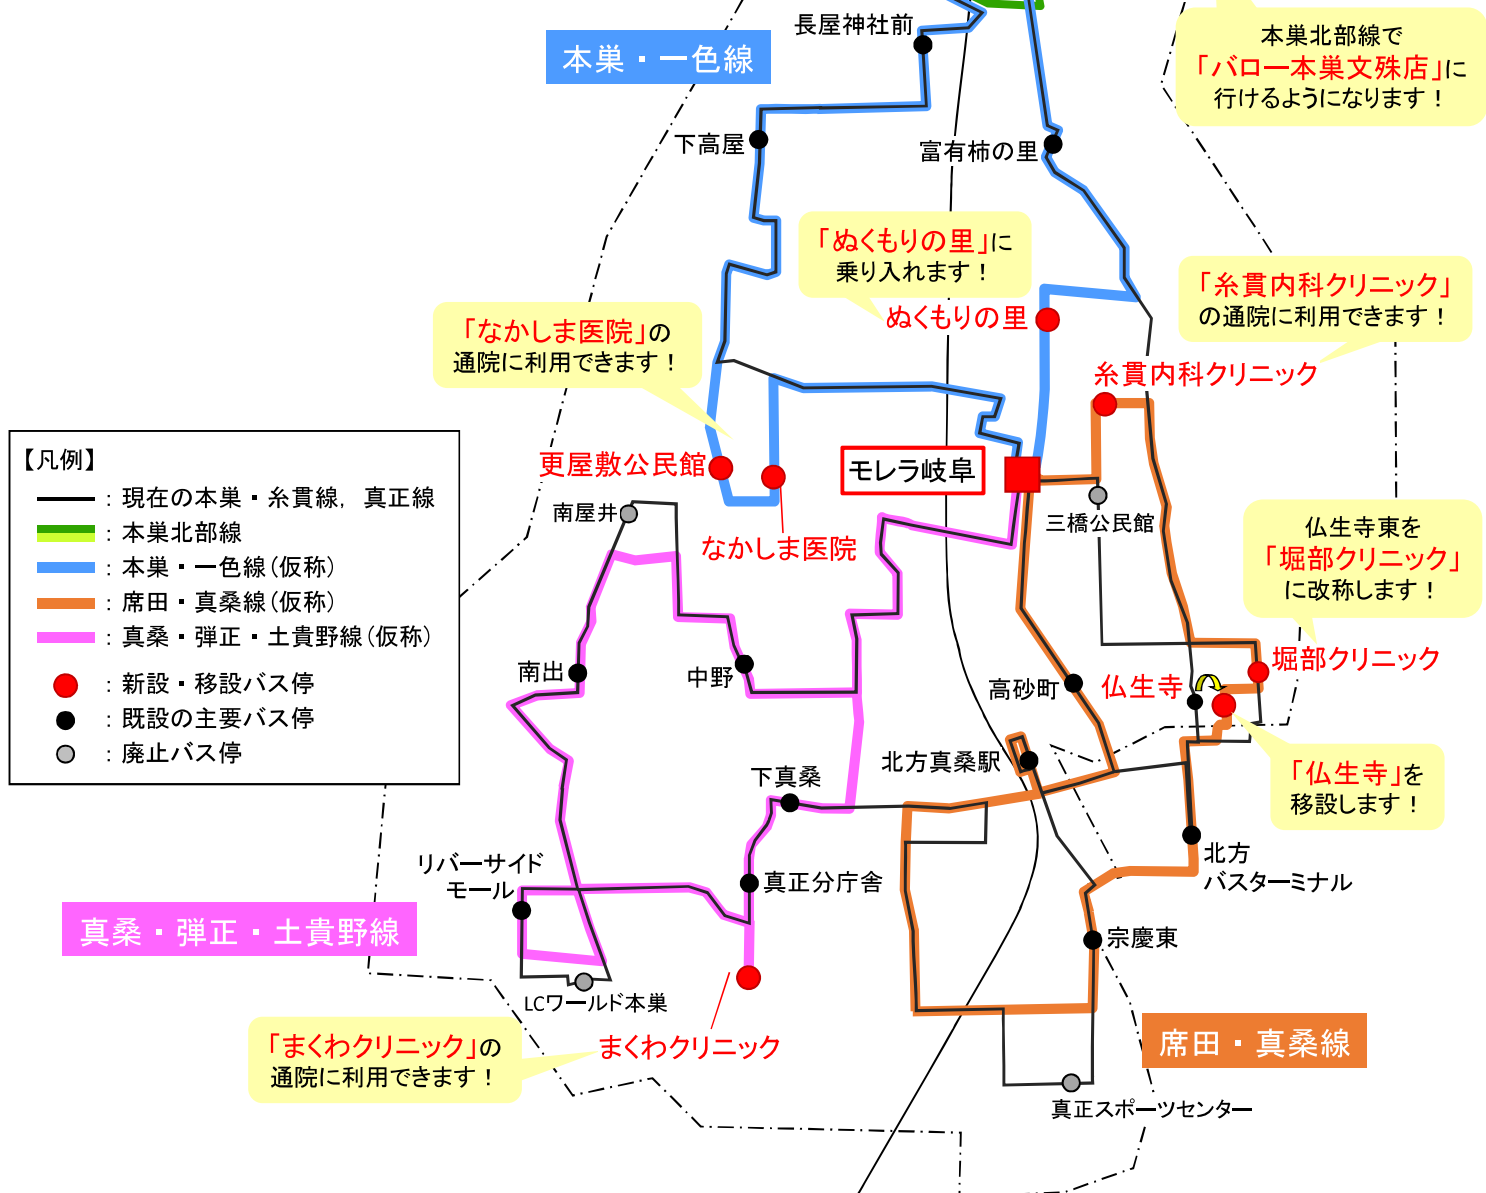 長屋神社前
本巣・一色線
本巣北部線で
「バロー本巣文殊店」に
行けるようになります！
下高屋
富有柿の里
「ぬくもりの里」に
乗り入れます！
ぬくもりの里
「糸貫内科クリニック」
の通院に利用できます！
「なかしま医院」の
通院に利用できます！
糸貫内科クリニック
【凡例】
：現在の本巣・糸貫線，真正線
：本巣北部線
：本巣・一色線（仮称）
：席田・真桑線（仮称）
：真桑・弾正・土貴野線（仮称）
：新設・移設バス停
：既設の主要バス停
：廃止バス停
更屋敷公民館
モレラ岐阜
南屋井
なかしま医院
三橋公民館
仏生寺東を
「堀部クリニック」
に改称します！
堀部クリニック
南出
中野
高砂町
仏生寺
北方真桑駅
下真桑
「仏生寺」を
移設します！
リバーサイド
モール
真正分庁舎
北方
バスターミナル
真桑・弾正・土貴野線
宗慶東
LCワールド本巣
「まくわクリニック」の
通院に利用できます！
まくわクリニック
席田・真桑線
真正スポーツセンター